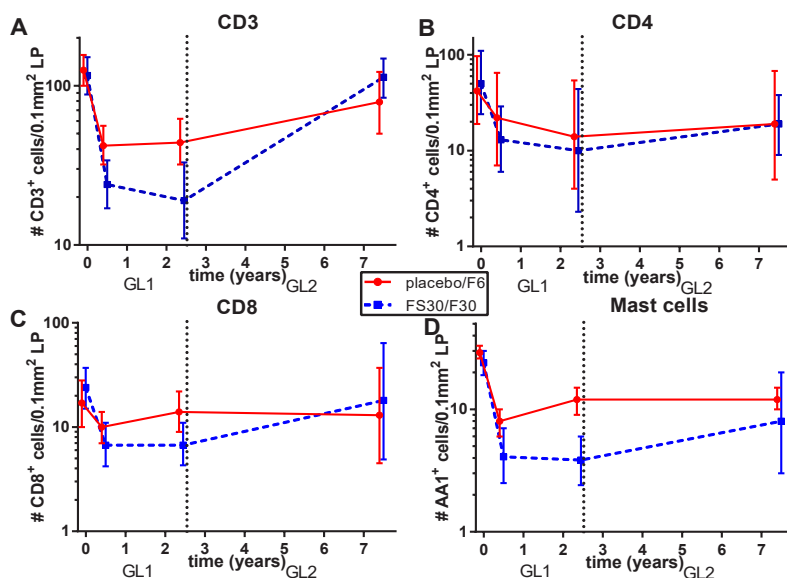 A
CD3
# CD3⁺ cells/0.1mm² LP
100
10
0 1 2 3 4 5 6 7
GL1
time (years)
GL2
B
CD4
# CD4⁺ cells/0.1mm² LP
100
10
1
0 1 2 3 4 5 6 7
GL1
time (years)
GL2
placebo/F6
FS30/F30
C
CD8
# CD8⁺ cells/0.1mm² LP
100
10
1
0 1 2 3 4 5 6 7
GL1
time (years)
GL2
D
Mast cells
# AA1⁺ cells/0.1mm² LP
10
1
0 1 2 3 4 5 6 7
GL1
time (years)
GL2